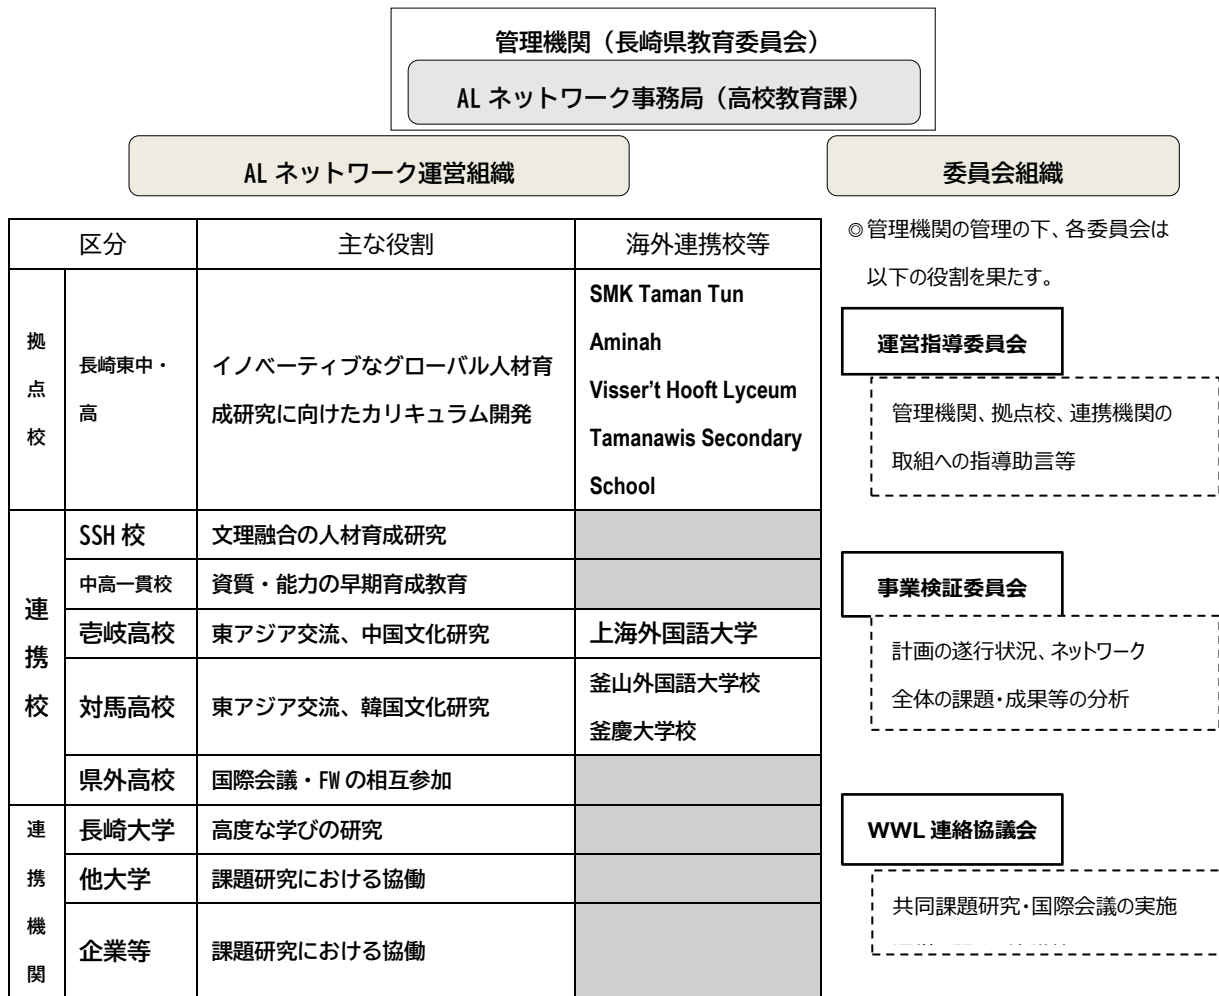 管理機関（長崎県教育委員会）
AL ネットワーク事務局（高校教育課）
AL ネットワーク運営組織
委員会組織
区分
主な役割
海外連携校等
拠点校
長崎東中・
高
イノベーティブなグローバル人材育
成研究に向けたカリキュラム開発
SMK Taman Tun
Aminah
Visser't Hooft Lyceum
Tamanawis Secondary
School
連携校
SSH 校
文理融合の人材育成研究
中高一貫校
資質・能力の早期育成教育
壱岐高校
東アジア交流、中国文化研究
上海外国語大学
対馬高校
東アジア交流、韓国文化研究
釜山外国語大学校
釜慶大学校
県外高校
国際会議・FW の相互参加
連携機関
長崎大学
高度な学びの研究
他大学
課題研究における協働
企業等
課題研究における協働
◎管理機関の管理の下、各委員会は
以下の役割を果たす。
運営指導委員会
管理機関、拠点校、連携機関の
取組への指導助言等
事業検証委員会
計画の遂行状況、ネットワーク
全体の課題・成果等の分析
WWL 連絡協議会
共同課題研究・国際会議の実施